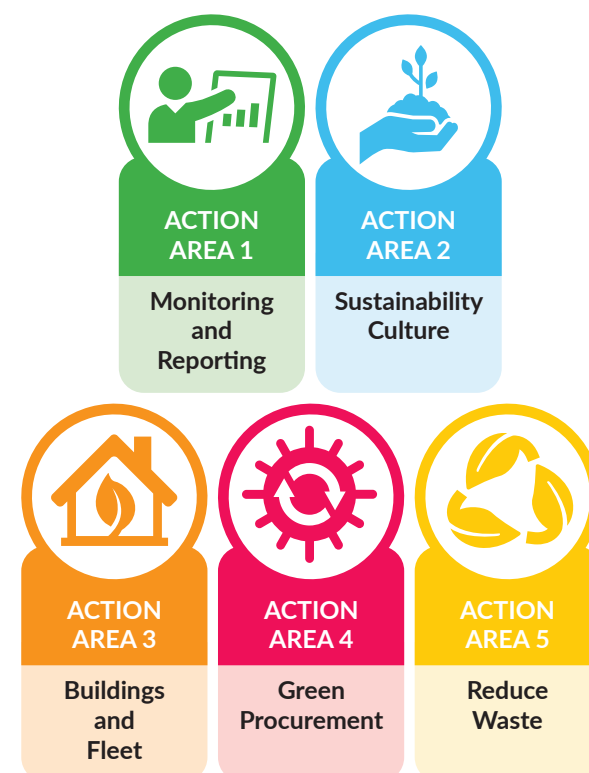 ACTION
AREA 1
Monitoring
and
Reporting
ACTION
AREA 2
Sustainability
Culture
ACTION
AREA 3
Buildings
and
Fleet
ACTION
AREA 4
Green
Procurement
ACTION
AREA 5
Reduce
Waste